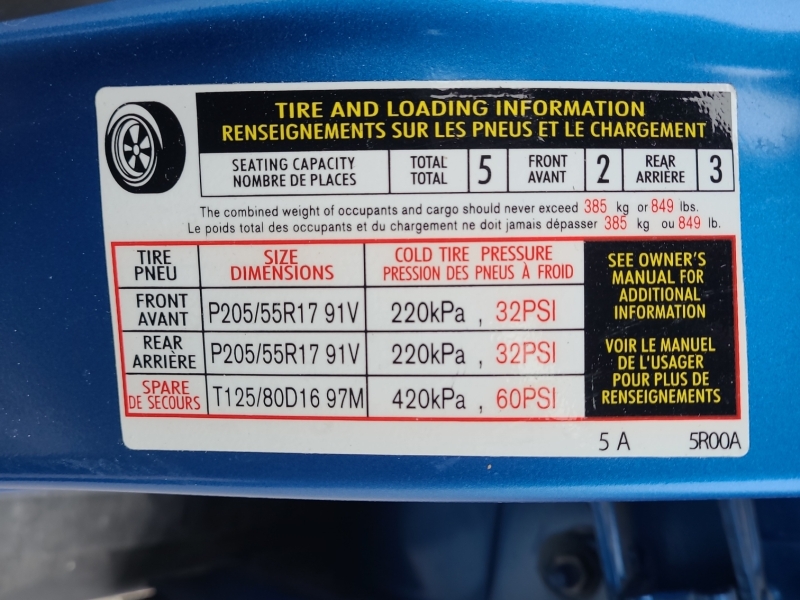 TIRE AND LOADING INFORMATION
RENSEIGNEMENTS SUR LES PNEUS ET LE CHARGEMENT
SEATING CAPACITY
NOMBRE DE PLACES
TOTAL
TOTAL
5
FRONT
AVANT
2
REAR
ARRIÈRE
3
The combined weight of occupants and cargo should never exceed 385 kg or 849 lbs.
Le poids total des occupants et du chargement ne doit jamais dépasser 385 kg ou 849 lb.
TIRE
PNEU
SIZE
DIMENSIONS
COLD TIRE PRESSURE
PRESSION DES PNEUS À FROID
FRONT
AVANT
P205/55R17 91V
220kPa , 32PSI
REAR
ARRIÈRE
P205/55R17 91V
220kPa , 32PSI
SPARE
DE SECOURS
T125/80D16 97M
420kPa , 60PSI
SEE OWNER'S
MANUAL FOR
ADDITIONAL
INFORMATION
VOIR LE MANUEL
DE L'USAGER
POUR PLUS DE
RENSEIGNEMENTS
5 A 5R00A